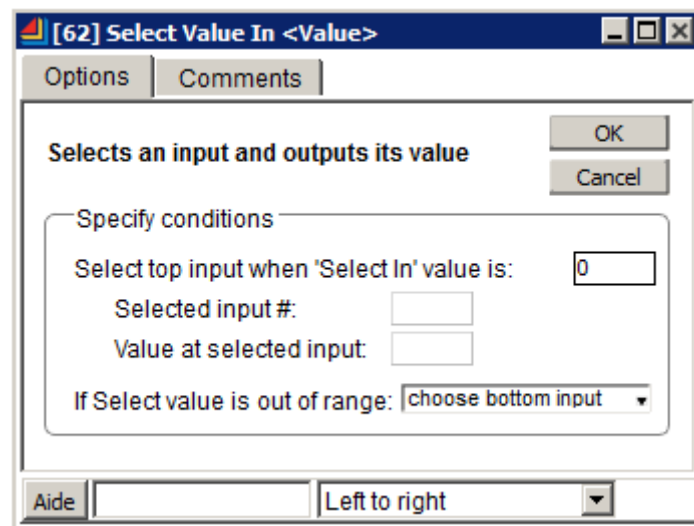 [62] Select Value In <Value>
Options Comments
OK
Selects an input and outputs its value
Cancel
Specify conditions
Select top input when 'Select In' value is: 0
Selected input #:
Value at selected input:
If Select value is out of range: choose bottom input
Aide Left to right